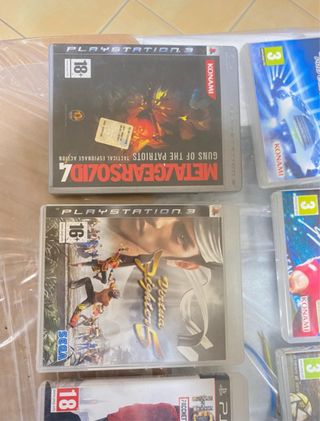 PLAYSTATION 3
18
KONAMI
METAL GEAR SOLID 4
GUNS OF THE PATRIOTS
TACTICAL ESPIONAGE ACTION
3
KONAMI
PLAYSTATION 3
16
Virtua
Fighter 5
SEGA
3
KONAMI
18
3